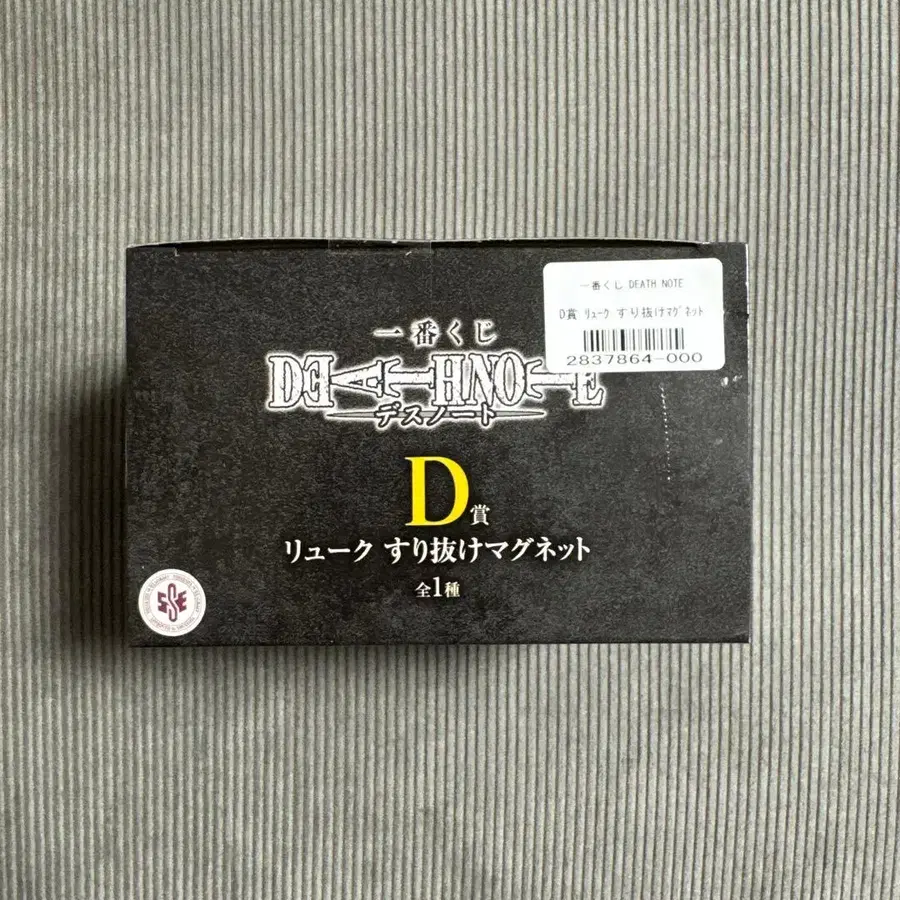 一番くじ DEATH NOTE
D賞 ﾘｭｰｸ すり抜けﾏｸﾞﾈｯﾄ
2837864-000
一番くじ
DEATHNOTE
デスノート
D賞
リューク すり抜けマグネット
全1種
SSE